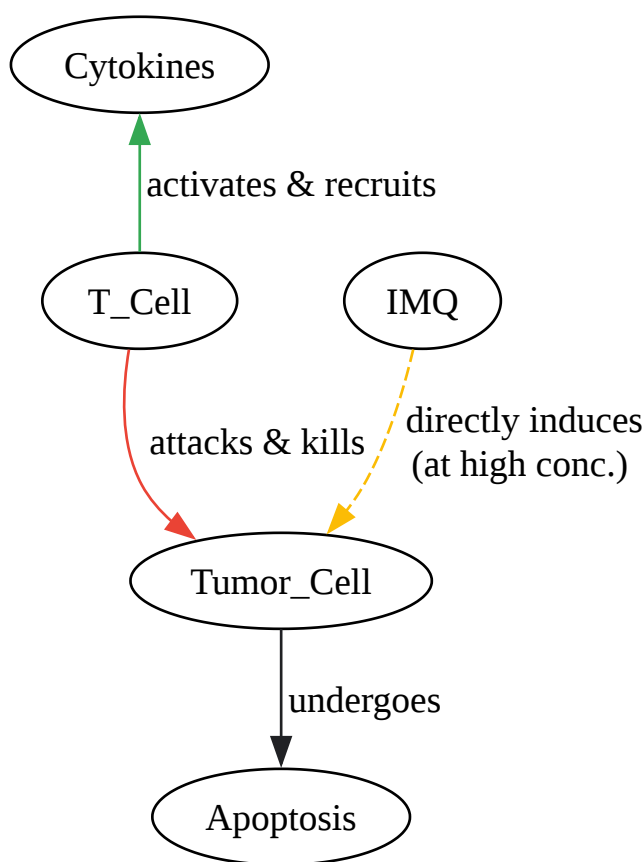 Cytokines
activates & recruits
T_Cell
IMQ
attacks & kills
directly induces
(at high conc.)
Tumor_Cell
undergoes
Apoptosis